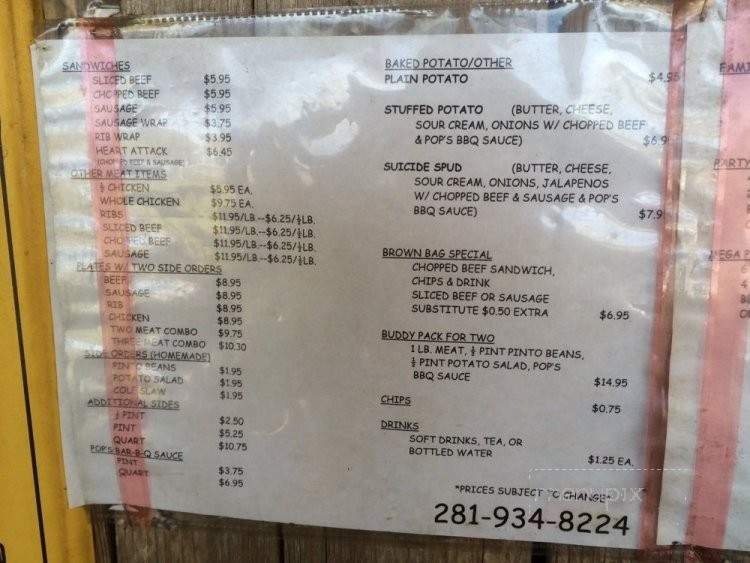 SANDWICHES
SLICED BEEF $5.95
CHOPPED BEEF $5.95
SAUSAGE $5.95
SAUSAGE WRAP $3.75
RIB WRAP $3.95
HEART ATTACK $6.45
(CHOPPED BEEF & SAUSAGE)
OTHER MEAT ITEMS
½ CHICKEN $5.95 EA.
WHOLE CHICKEN $9.75 EA.
RIBS $11.95/LB.--$6.25/½LB.
SLICED BEEF $11.95/LB.--$6.25/½LB.
CHOPPED BEEF $11.95/LB.--$6.25/½LB.
SAUSAGE $11.95/LB.--$6.25/½LB.
PLATES W/ TWO SIDE ORDERS
BEEF $8.95
SAUSAGE $8.95
RIB $8.95
CHICKEN $8.95
TWO MEAT COMBO $9.75
THREE MEAT COMBO $10.30
SIDE ORDERS (HOMEMADE)
PINTO BEANS $1.95
POTATO SALAD $1.95
COLE SLAW $1.95
ADDITIONAL SIDES
½ PINT $2.50
PINT $5.25
QUART $10.75
POP'S BAR-B-Q SAUCE
PINT $3.75
QUART $6.95
BAKED POTATO/OTHER
PLAIN POTATO $4.95
STUFFED POTATO (BUTTER, CHEESE,
SOUR CREAM, ONIONS W/ CHOPPED BEEF
& POP'S BBQ SAUCE) $6.9
SUICIDE SPUD (BUTTER, CHEESE,
SOUR CREAM, ONIONS, JALAPENOS
W/ CHOPPED BEEF & SAUSAGE & POP'S
BBQ SAUCE) $7.9
BROWN BAG SPECIAL
CHOPPED BEEF SANDWICH,
CHIPS & DRINK
SLICED BEEF OR SAUSAGE
SUBSTITUTE $0.50 EXTRA $6.95
BUDDY PACK FOR TWO
1 LB. MEAT, ½ PINT PINTO BEANS,
½ PINT POTATO SALAD, POP'S
BBQ SAUCE $14.95
CHIPS $0.75
DRINKS
SOFT DRINKS, TEA, OR
BOTTLED WATER $1.25 EA.
*PRICES SUBJECT TO CHANGE*
281-934-8224
FAMI
PARTY
MEGA P